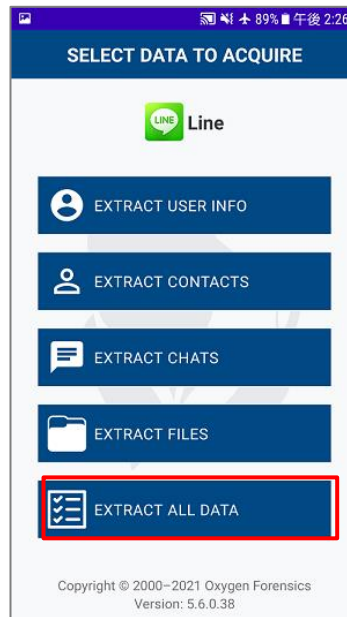 89% 午後 2:26
SELECT DATA TO ACQUIRE
LINE Line
EXTRACT USER INFO
EXTRACT CONTACTS
EXTRACT CHATS
EXTRACT FILES
EXTRACT ALL DATA
Copyright © 2000–2021 Oxygen Forensics
Version: 5.6.0.38